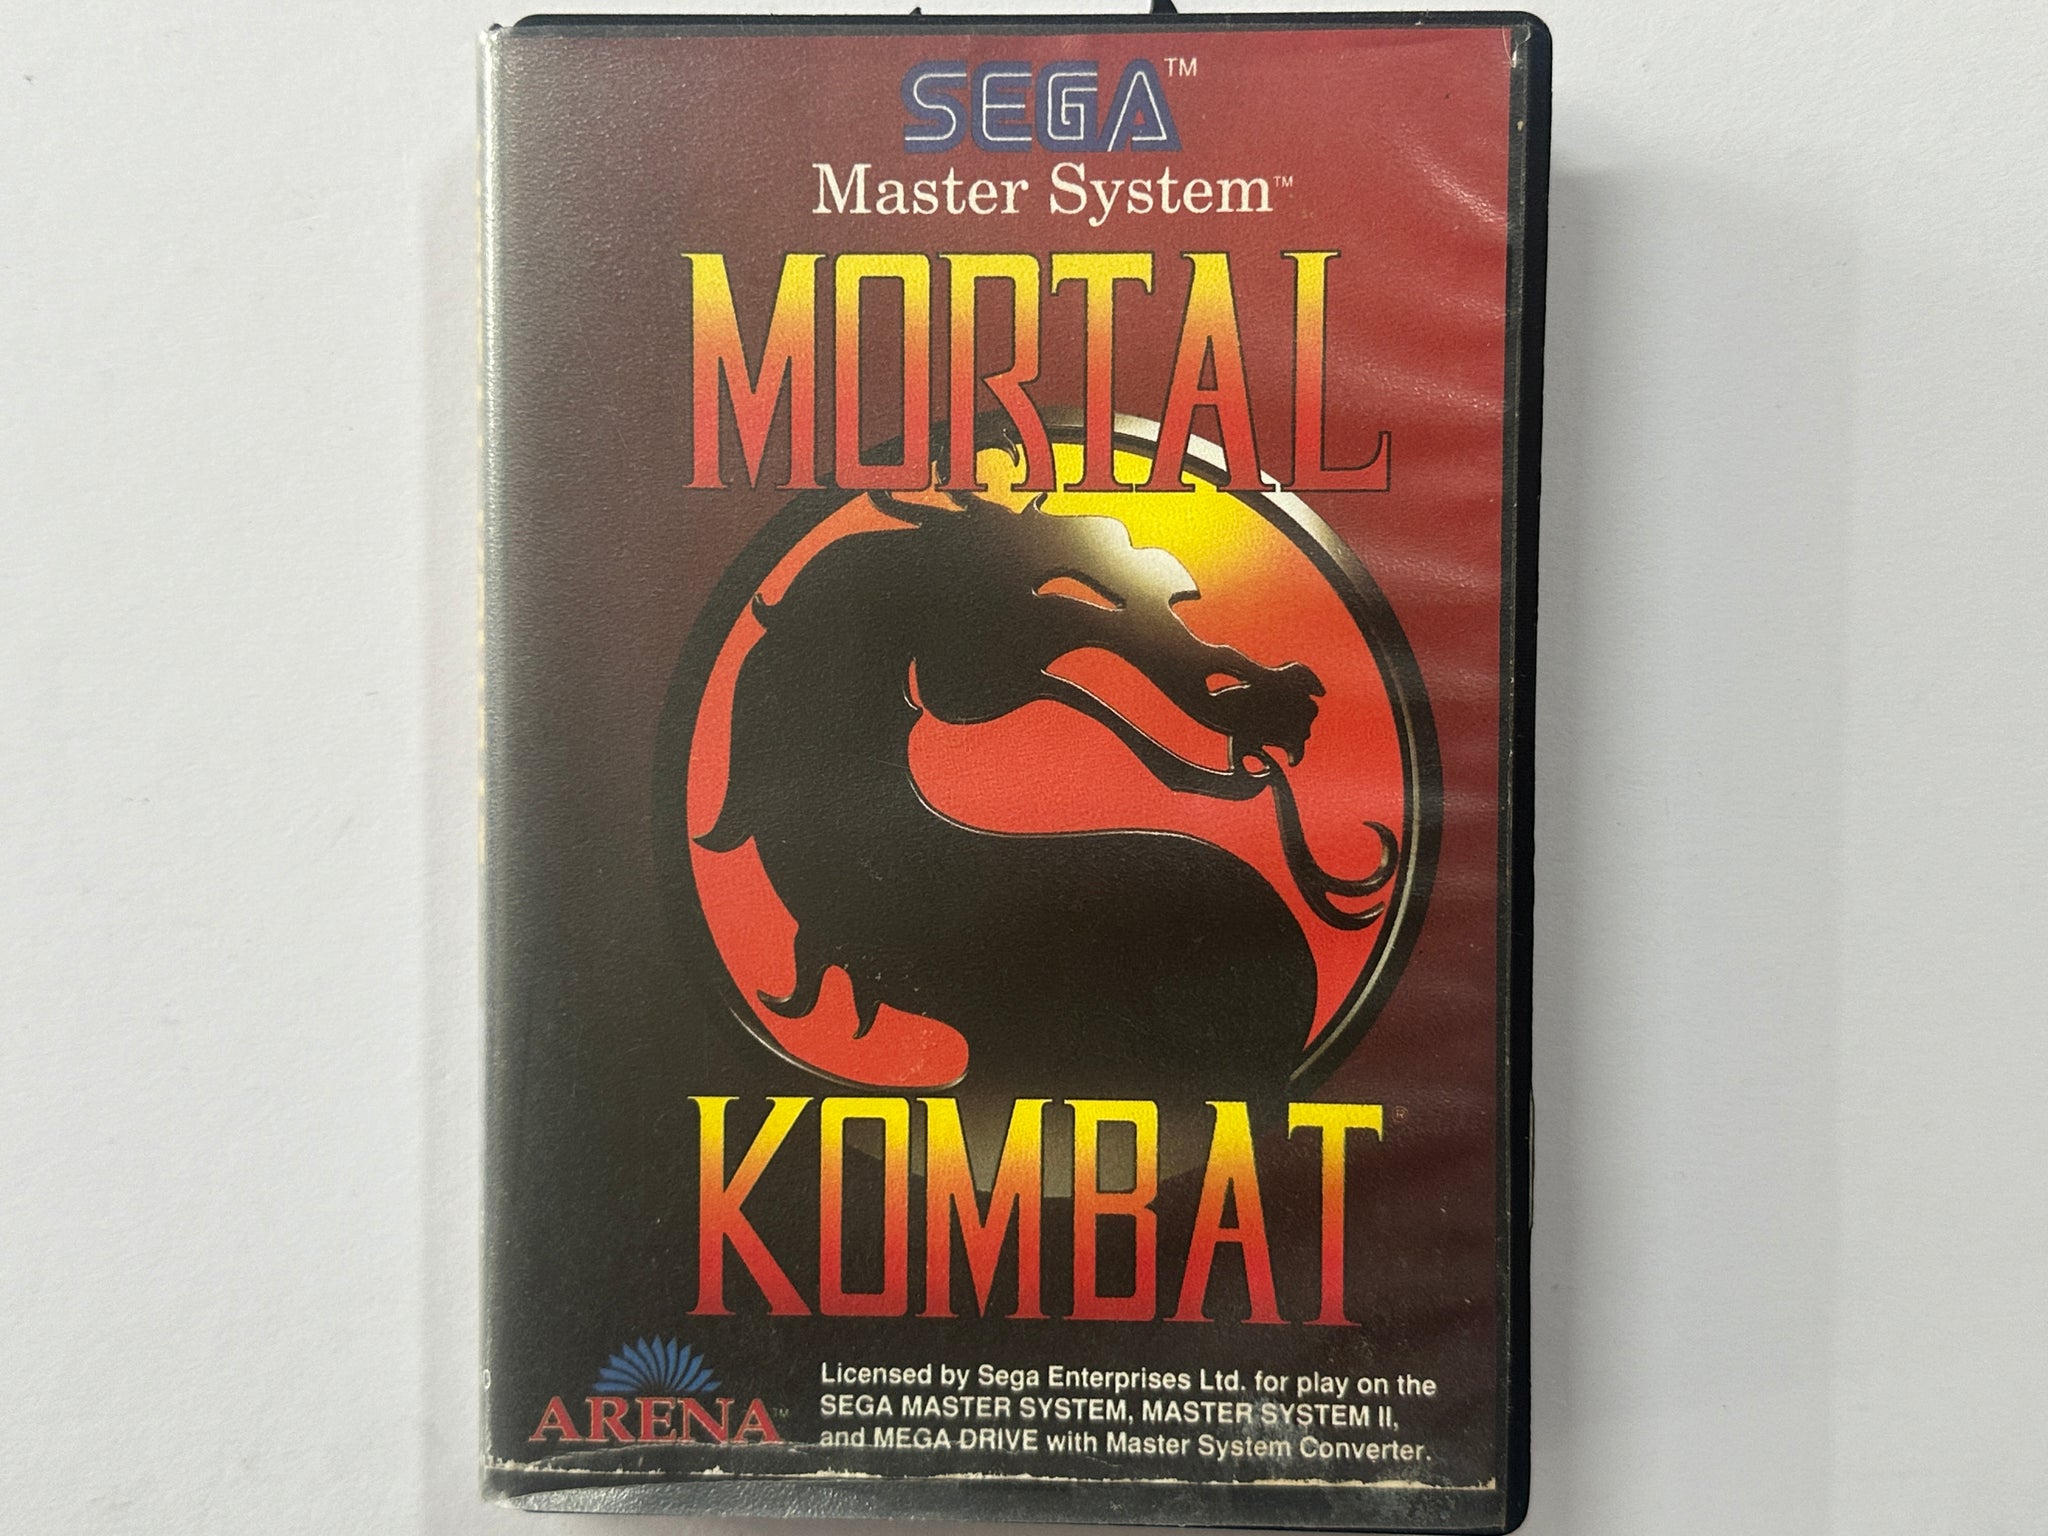 SEGA™
Master System™
MORTAL
KOMBAT®
ARENA™
Licensed by Sega Enterprises Ltd. for play on the
SEGA MASTER SYSTEM, MASTER SYSTEM II,
and MEGA DRIVE with Master System Converter.